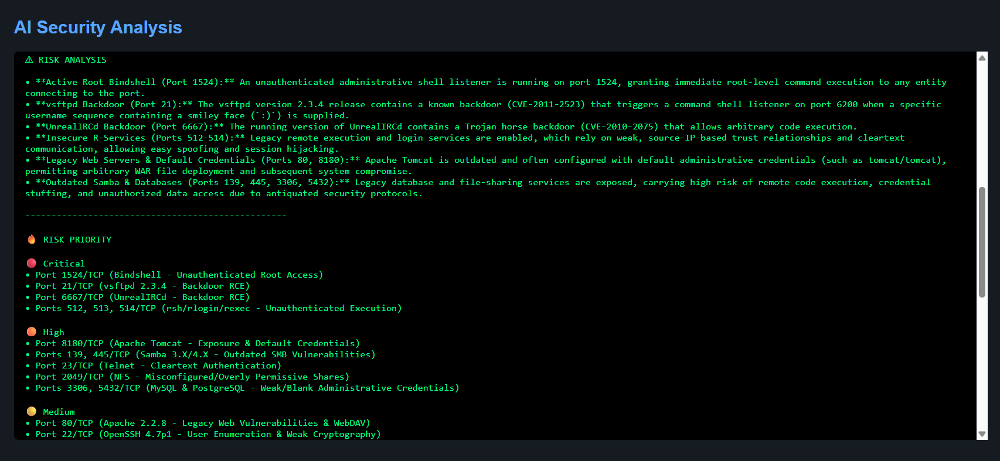 AI Security Analysis
⚠ RISK ANALYSIS
• **Active Root Bindshell (Port 1524):** An unauthenticated administrative shell listener is running on port 1524, granting immediate root-level command execution to any entity
connecting to the port.
• **vsftpd Backdoor (Port 21):** The vsftpd version 2.3.4 release contains a known backdoor (CVE-2011-2523) that triggers a command shell listener on port 6200 when a specific
username sequence containing a smiley face (`:)`) is supplied.
• **UnrealIRCd Backdoor (Port 6667):** The running version of UnrealIRCd contains a Trojan horse backdoor (CVE-2010-2075) that allows arbitrary code execution.
• **Insecure R-Services (Ports 512-514):** Legacy remote execution and login services are enabled, which rely on weak, source-IP-based trust relationships and cleartext
communication, allowing easy spoofing and session hijacking.
• **Legacy Web Servers & Default Credentials (Ports 80, 8180):** Apache Tomcat is outdated and often configured with default administrative credentials (such as tomcat/tomcat),
permitting arbitrary WAR file deployment and subsequent system compromise.
• **Outdated Samba & Databases (Ports 139, 445, 3306, 5432):** Legacy database and file-sharing services are exposed, carrying high risk of remote code execution, credential
stuffing, and unauthorized data access due to antiquated security protocols.
--------------------------------------------------
🔥 RISK PRIORITY
🔴 Critical
• Port 1524/TCP (Bindshell - Unauthenticated Root Access)
• Port 21/TCP (vsftpd 2.3.4 - Backdoor RCE)
• Port 6667/TCP (UnrealIRCd - Backdoor RCE)
• Ports 512, 513, 514/TCP (rsh/rlogin/rexec - Unauthenticated Execution)
🟠 High
• Port 8180/TCP (Apache Tomcat - Exposure & Default Credentials)
• Ports 139, 445/TCP (Samba 3.X/4.X - Outdated SMB Vulnerabilities)
• Port 23/TCP (Telnet - Cleartext Authentication)
• Port 2049/TCP (NFS - Misconfigured/Overly Permissive Shares)
• Ports 3306, 5432/TCP (MySQL & PostgreSQL - Weak/Blank Administrative Credentials)
🟡 Medium
• Port 80/TCP (Apache 2.2.8 - Legacy Web Vulnerabilities & WebDAV)
• Port 22/TCP (OpenSSH 4.7p1 - User Enumeration & Weak Cryptography)